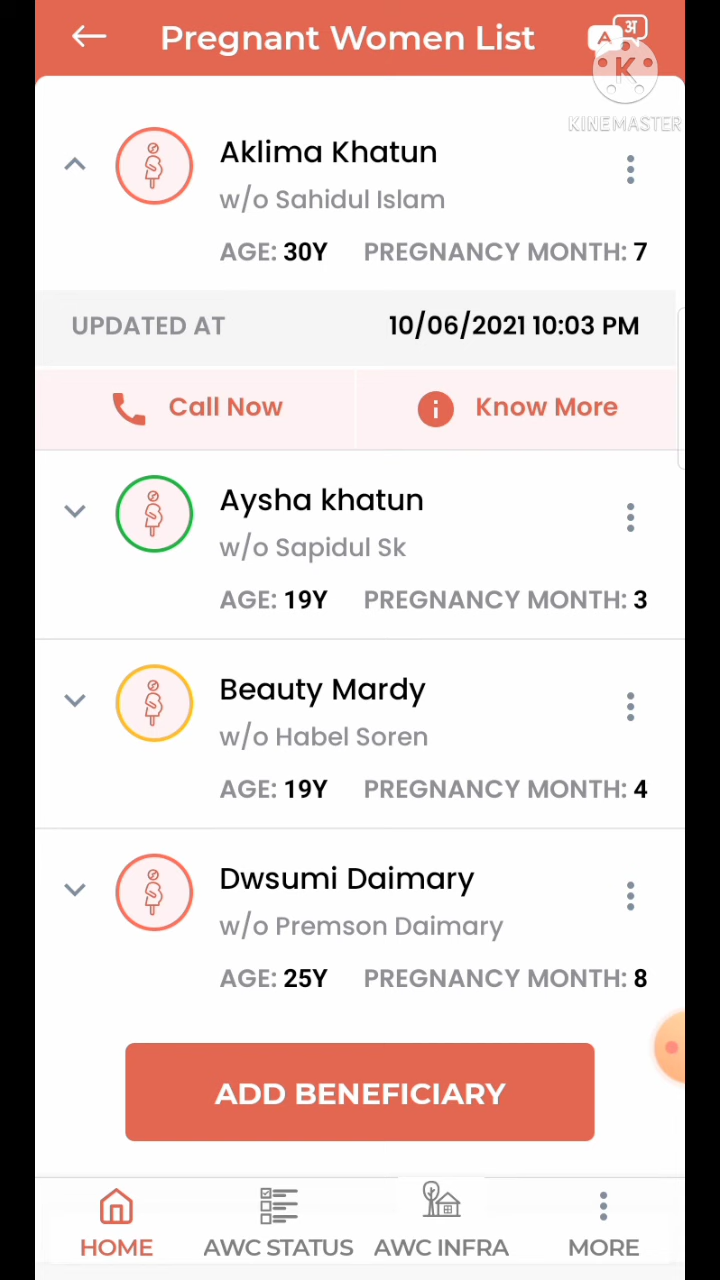 Pregnant Women List
A अ
K
KINEMASTER
Aklima Khatun
w/o Sahidul Islam
AGE: 30Y PREGNANCY MONTH: 7
UPDATED AT 10/06/2021 10:03 PM
Call Now Know More
Aysha khatun
w/o Sapidul Sk
AGE: 19Y PREGNANCY MONTH: 3
Beauty Mardy
w/o Habel Soren
AGE: 19Y PREGNANCY MONTH: 4
Dwsumi Daimary
w/o Premson Daimary
AGE: 25Y PREGNANCY MONTH: 8
ADD BENEFICIARY
HOME AWC STATUS AWC INFRA MORE